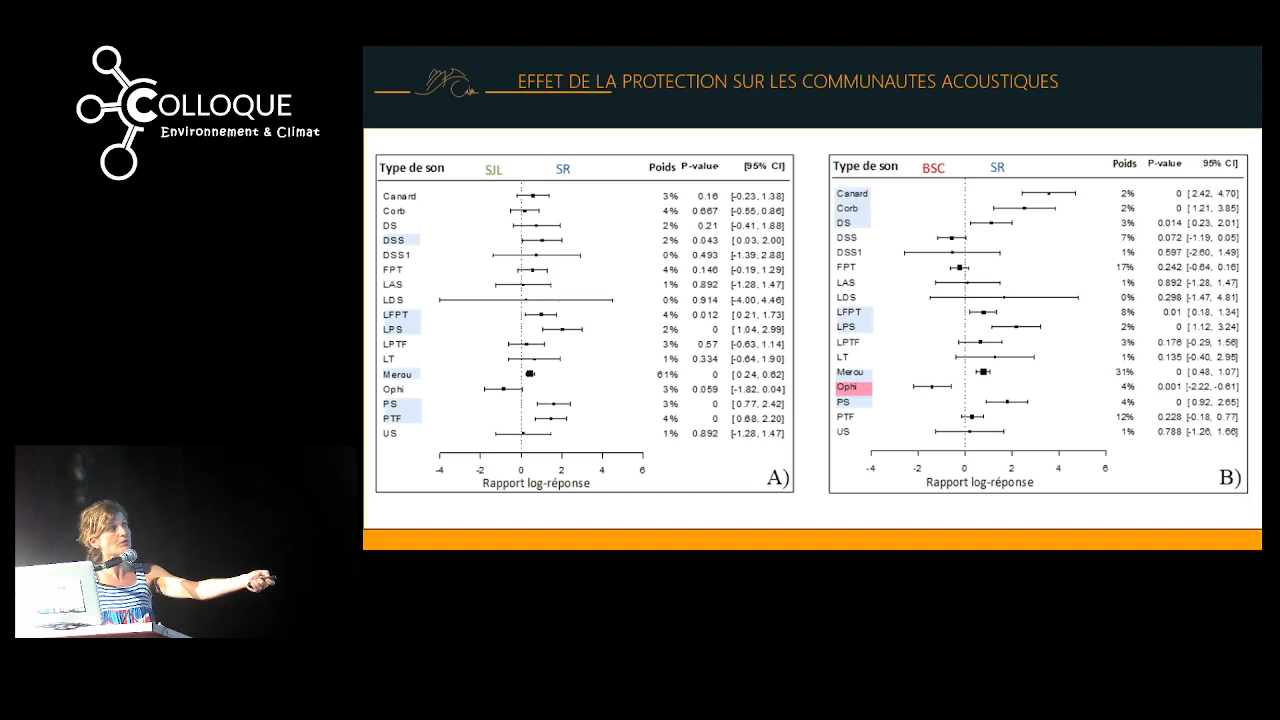 COLLOQUE
Environnement & Climat
EFFET DE LA PROTECTION SUR LES COMMUNAUTES ACOUSTIQUES
Type de son SJL SR Poids P-value [95% CI]
Canard 3% 0.16 [-0.23, 1.38]
Corb 4% 0.667 [-0.55, 0.86]
DS 2% 0.21 [-0.41, 1.88]
DSS 2% 0.043 [ 0.03, 2.00]
DSS1 0% 0.493 [-1.39, 2.88]
FPT 4% 0.146 [-0.19, 1.29]
LAS 1% 0.892 [-1.28, 1.47]
LDS 0% 0.914 [-4.00, 4.46]
LFPT 4% 0.012 [ 0.21, 1.73]
LPS 2% 0 [ 1.04, 2.99]
LPTF 3% 0.57 [-0.63, 1.14]
LT 1% 0.334 [-0.64, 1.90]
Merou 61% 0 [ 0.24, 0.62]
Ophi 3% 0.059 [-1.82, 0.04]
PS 3% 0 [ 0.77, 2.42]
PTF 4% 0 [ 0.68, 2.20]
US 1% 0.892 [-1.28, 1.47]
-4 -2 0 2 4 6
Rapport log-réponse
A)
Type de son BSC SR Poids P-value 95% CI]
Canard 2% 0 [ 2.42, 4.70]
Corb 2% 0 [ 1.21, 3.85]
DS 3% 0.014 [ 0.23, 2.01]
DSS 7% 0.072 [-1.19, 0.05]
DSS1 1% 0.597 [-2.60, 1.49]
FPT 17% 0.242 [-0.64, 0.16]
LAS 1% 0.892 [-1.28, 1.47]
LDS 0% 0.298 [-1.47, 4.81]
LFPT 8% 0.01 [ 0.18, 1.34]
LPS 2% 0 [ 1.12, 3.24]
LPTF 3% 0.176 [-0.29, 1.56]
LT 1% 0.135 [-0.40, 2.95]
Merou 31% 0 [ 0.48, 1.07]
Ophi 4% 0.001 [-2.22, -0.61]
PS 4% 0 [ 0.92, 2.65]
PTF 12% 0.228 [-0.18, 0.77]
US 1% 0.788 [-1.26, 1.66]
-4 -2 0 2 4 6
Rapport log-réponse
B)